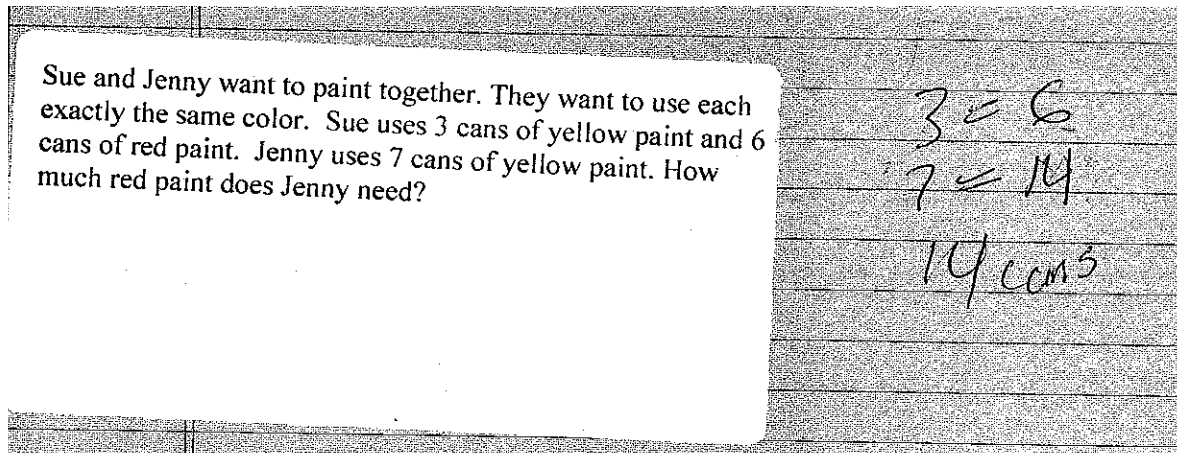 Sue and Jenny want to paint together. They want to use each
exactly the same color. Sue uses 3 cans of yellow paint and 6
cans of red paint. Jenny uses 7 cans of yellow paint. How
much red paint does Jenny need?
3 = 6
7 = 14
14 cans